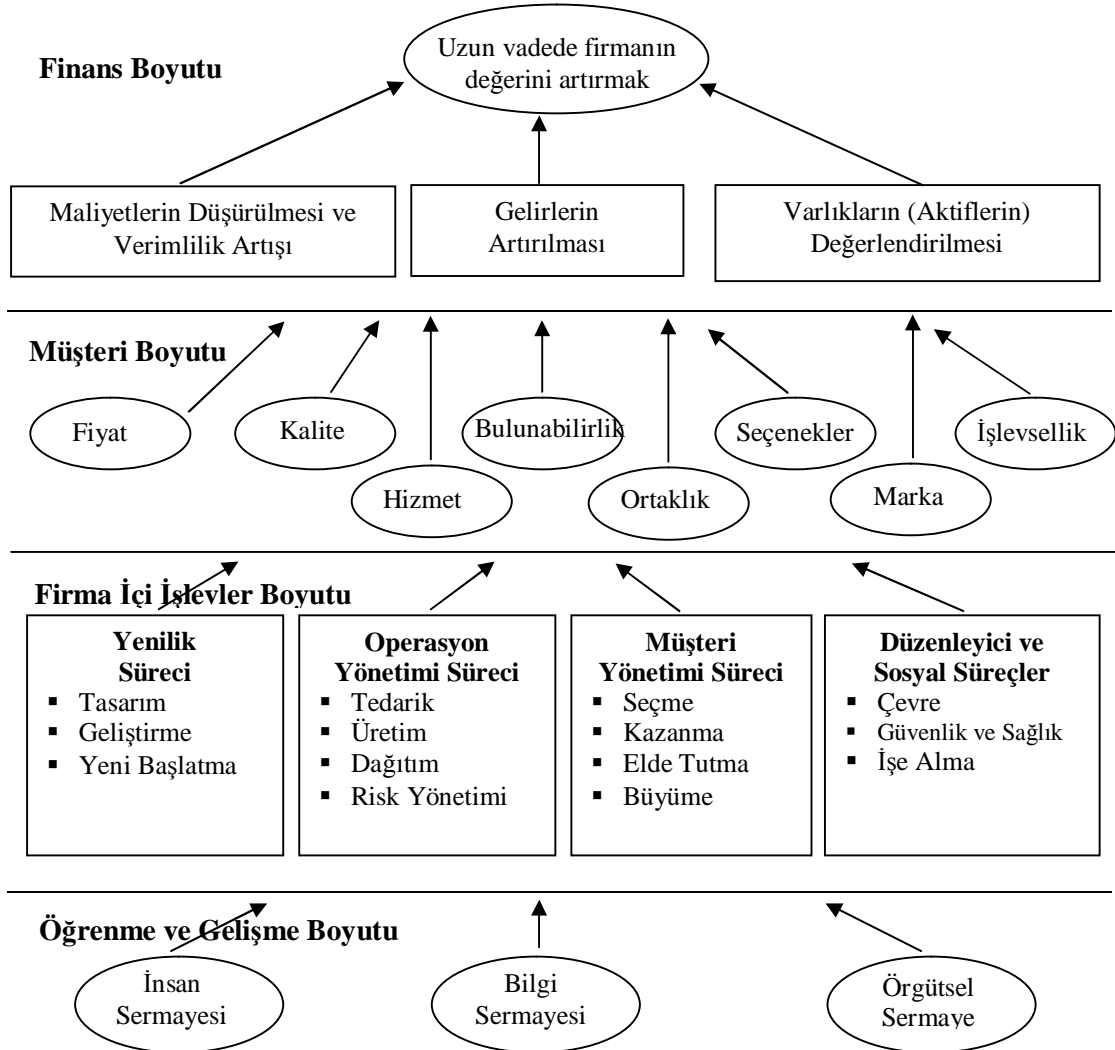 Finans Boyutu
Uzun vadede firmanın
değerini artırmak
Maliyetlerin Düşürülmesi ve
Verimlilik Artışı
Gelirlerin
Artırılması
Varlıkların (Aktiflerin)
Değerlendirilmesi
Müşteri Boyutu
Fiyat
Kalite
Hizmet
Bulunabilirlik
Ortaklık
Seçenekler
Marka
İşlevsellik
Firma İçi İşlevler Boyutu
Yenilik
Süreci
▪ Tasarım
▪ Geliştirme
▪ Yeni Başlatma
Operasyon
Yönetimi Süreci
▪ Tedarik
▪ Üretim
▪ Dağıtım
▪ Risk Yönetimi
Müşteri
Yönetimi Süreci
▪ Seçme
▪ Kazanma
▪ Elde Tutma
▪ Büyüme
Düzenleyici ve
Sosyal Süreçler
▪ Çevre
▪ Güvenlik ve Sağlık
▪ İşe Alma
Öğrenme ve Gelişme Boyutu
İnsan
Sermayesi
Bilgi
Sermayesi
Örgütsel
Sermaye